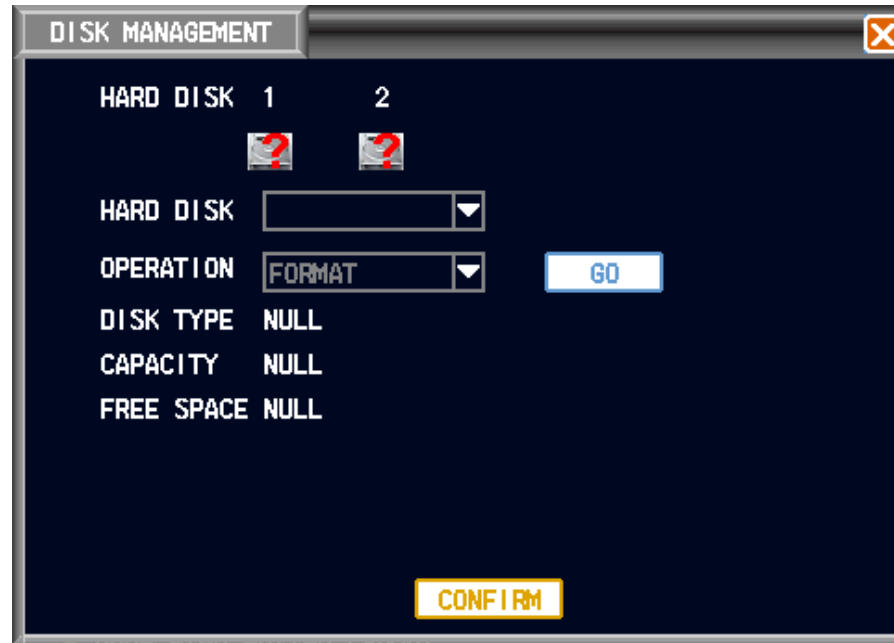 DISK MANAGEMENT
HARD DISK 1 2
? ?
HARD DISK
OPERATION FORMAT GO
DISK TYPE NULL
CAPACITY NULL
FREE SPACE NULL
CONFIRM